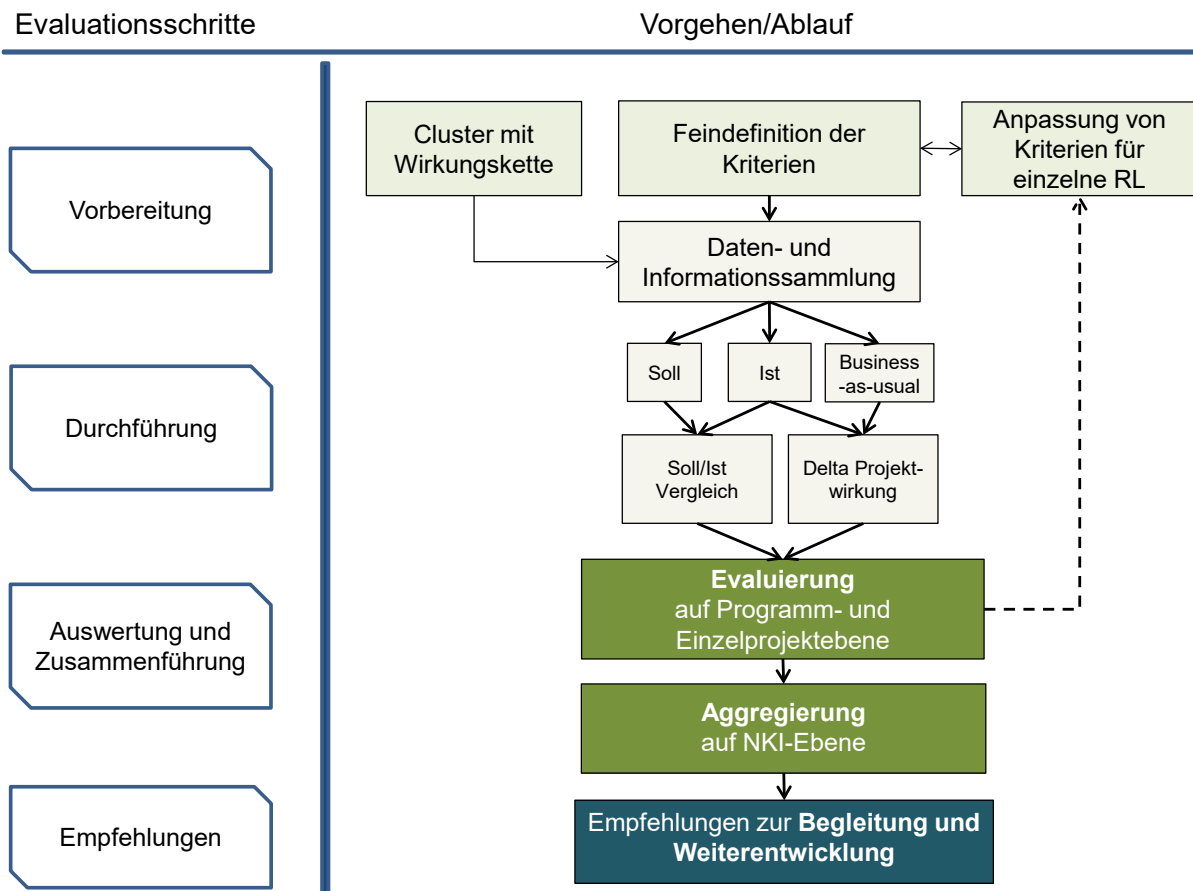 Evaluationsschritte
Vorgehen/Ablauf
Vorbereitung
Cluster mit
Wirkungskette
Feindefinition der
Kriterien
Anpassung von
Kriterien für
einzelne RL
Daten- und
Informationssammlung
Durchführung
Soll
Ist
Business
-as-usual
Soll/Ist
Vergleich
Delta Projekt-
wirkung
Auswertung und
Zusammenführung
Evaluierung
auf Programm- und
Einzelprojektebene
Aggregierung
auf NKI-Ebene
Empfehlungen
Empfehlungen zur Begleitung und
Weiterentwicklung